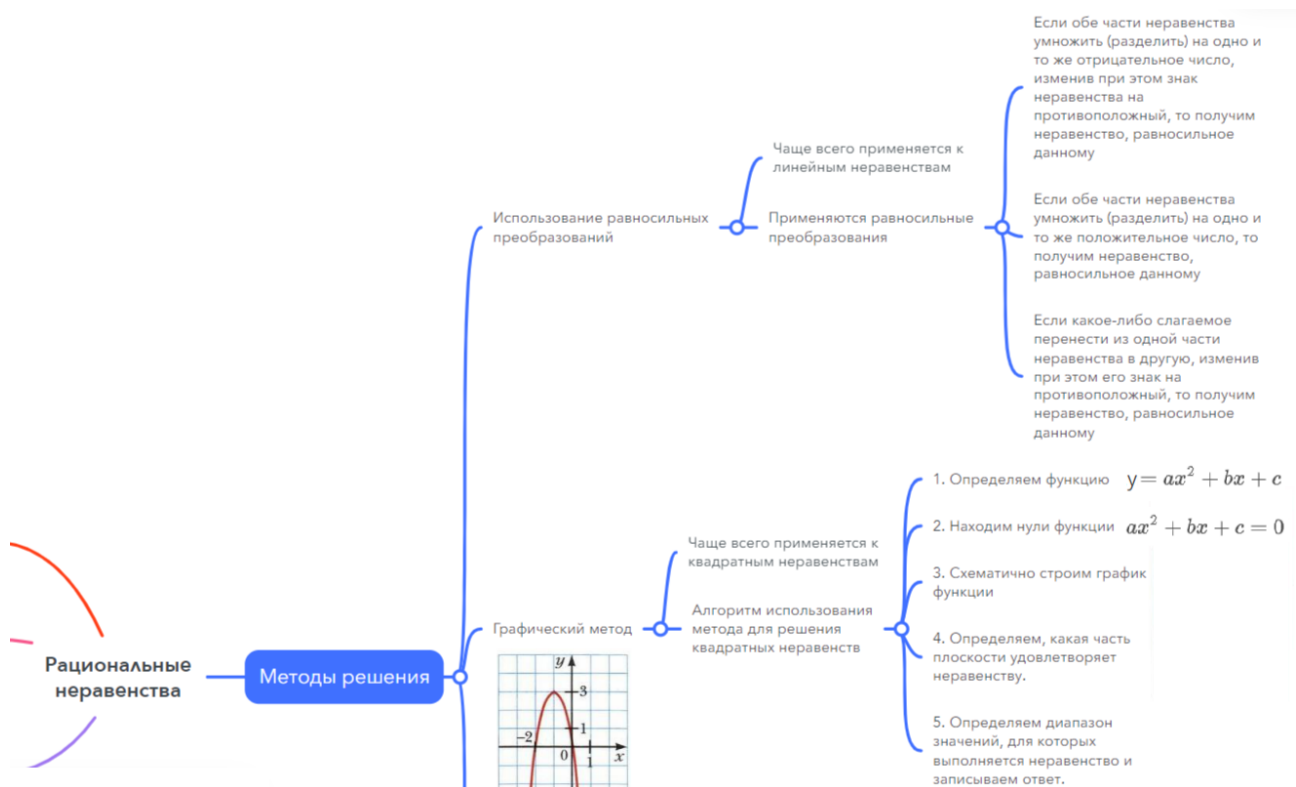 Рациональные
неравенства
Методы решения
Использование равносильных
преобразований
Чаще всего применяется к
линейным неравенствам
Применяются равносильные
преобразования
Если обе части неравенства
умножить (разделить) на одно и
то же отрицательное число,
изменив при этом знак
неравенства на
противоположный, то получим
неравенство, равносильное
данному
Если обе части неравенства
умножить (разделить) на одно и
то же положительное число, то
получим неравенство,
равносильное данному
Если какое-либо слагаемое
перенести из одной части
неравенства в другую, изменив
при этом его знак на
противоположный, то получим
неравенство, равносильное
данному
Графический метод
y
3
1
-2
0
1
x
Чаще всего применяется к
квадратным неравенствам
Алгоритм использования
метода для решения
квадратных неравенств
1. Определяем функцию y= ax² + bx + c
2. Находим нули функции ax² + bx + c = 0
3. Схематично строим график
функции
4. Определяем, какая часть
плоскости удовлетворяет
неравенству.
5. Определяем диапазон
значений, для которых
выполняется неравенство и
записываем ответ.